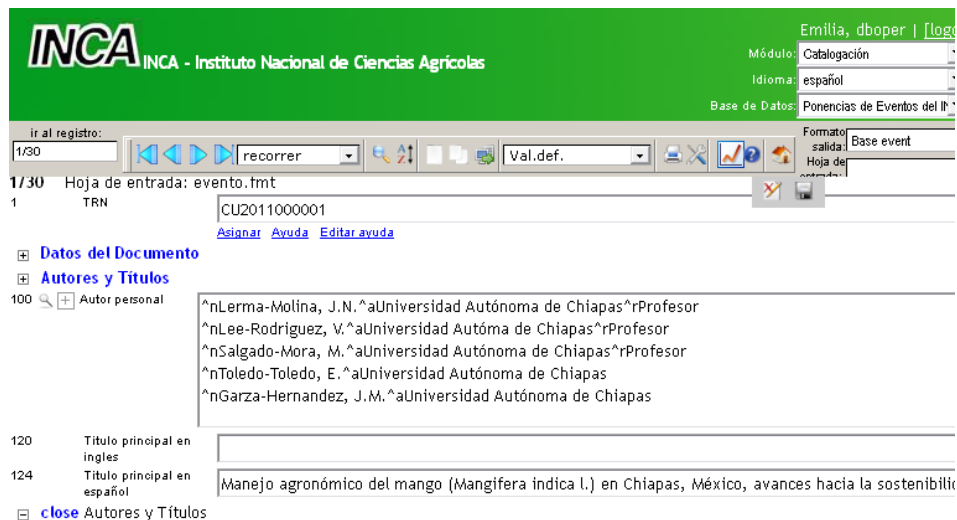 INCA INCA - Instituto Nacional de Ciencias Agrícolas
Emilia, dboper | [logo
Módulo: Catalogación
Idioma: español
Base de Datos: Ponencias de Eventos del IN
ir al registro:
1/30
recorrer
Val.def.
Formato salida: Base event
Hoja de entrada:
1/30 Hoja de entrada: evento.fmt
1 TRN CU2011000001
Asignar Ayuda Editar ayuda
Datos del Documento
Autores y Títulos
100 Autor personal
^nLerma-Molina, J.N.^aUniversidad Autónoma de Chiapas^rProfesor
^nLee-Rodriguez, V.^aUniversidad Autóma de Chiapas^rProfesor
^nSalgado-Mora, M.^aUniversidad Autónoma de Chiapas^rProfesor
^nToledo-Toledo, E.^aUniversidad Autónoma de Chiapas
^nGarza-Hernandez, J.M.^aUniversidad Autónoma de Chiapas
120 Titulo principal en
ingles
124 Titulo principal en
español
Manejo agronómico del mango (Mangifera indica l.) en Chiapas, México, avances hacia la sostenibilid
close Autores y Títulos